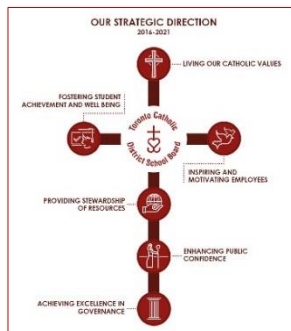 OUR STRATEGIC DIRECTION
2016-2021
LIVING OUR CATHOLIC VALUES
FOSTERING STUDENT
ACHIEVEMENT AND WELL BEING
Toronto Catholic
District School Board
INSPIRING AND
MOTIVATING EMPLOYEES
PROVIDING STEWARDSHIP
OF RESOURCES
ENHANCING PUBLIC
CONFIDENCE
ACHIEVING EXCELLENCE IN
GOVERNANCE